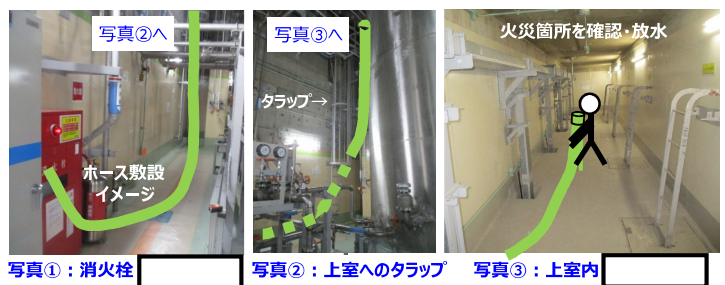 写真②へ
ホース敷設
イメージ
写真①：消火栓
写真③へ
タラップ→
写真②：上室へのタラップ
火災箇所を確認・放水
写真③：上室内